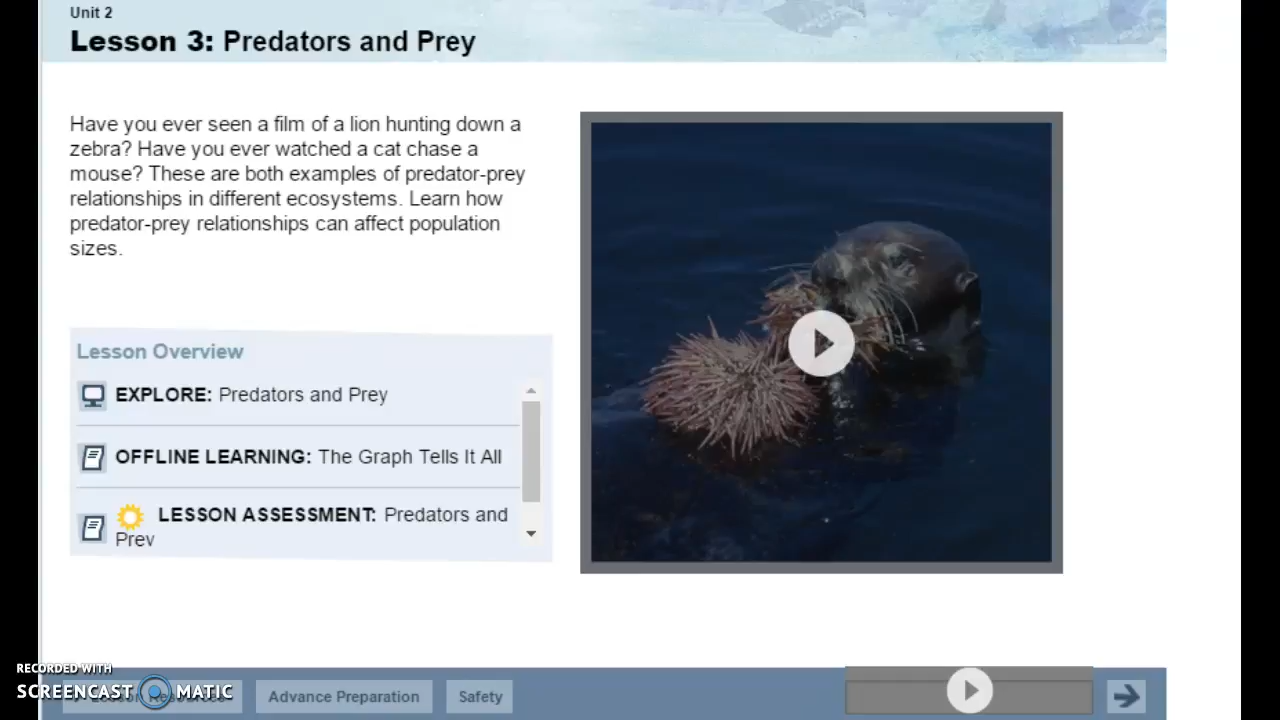 Unit 2
Lesson 3: Predators and Prey
Have you ever seen a film of a lion hunting down a
zebra? Have you ever watched a cat chase a
mouse? These are both examples of predator-prey
relationships in different ecosystems. Learn how
predator-prey relationships can affect population
sizes.
Lesson Overview
EXPLORE: Predators and Prey
OFFLINE LEARNING: The Graph Tells It All
LESSON ASSESSMENT: Predators and
Prey
RECORDED WITH
SCREENCAST MATIC
Advance Preparation
Safety